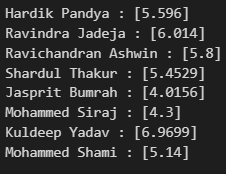 Hardik Pandya : [5.596]
Ravindra Jadeja : [6.014]
Ravichandran Ashwin : [5.8]
Shardul Thakur : [5.4529]
Jasprit Bumrah : [4.0156]
Mohammed Siraj : [4.3]
Kuldeep Yadav : [6.9699]
Mohammed Shami : [5.14]